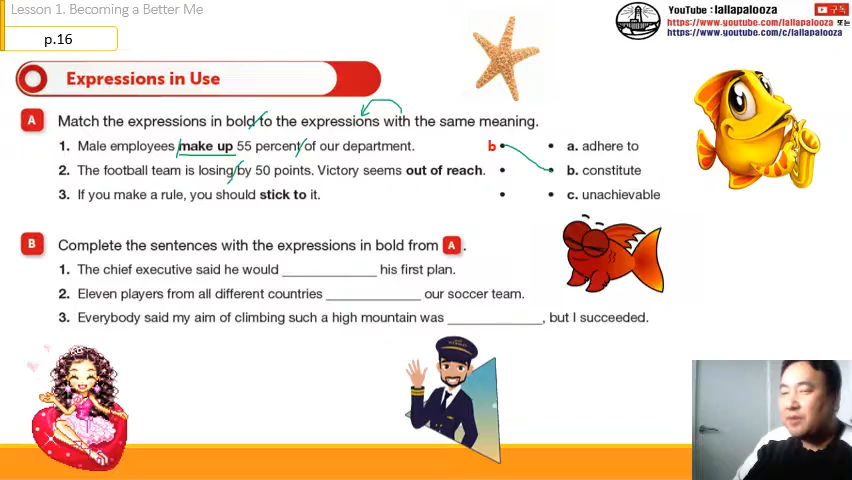 Lesson 1. Becoming a Better Me
p.16
YouTube : lallapalooza 구독
https://www.youtube.com/lallapalooza 또는
https://www.youtube.com/c/lallapalooza
Expressions in Use
A Match the expressions in bold to the expressions with the same meaning.
1. Male employees make up 55 percent of our department. b • • a. adhere to
2. The football team is losing by 50 points. Victory seems out of reach. • • b. constitute
3. If you make a rule, you should stick to it. • • c. unachievable
B Complete the sentences with the expressions in bold from A.
1. The chief executive said he would ______________ his first plan.
2. Eleven players from all different countries ______________ our soccer team.
3. Everybody said my aim of climbing such a high mountain was ______________, but I succeeded.